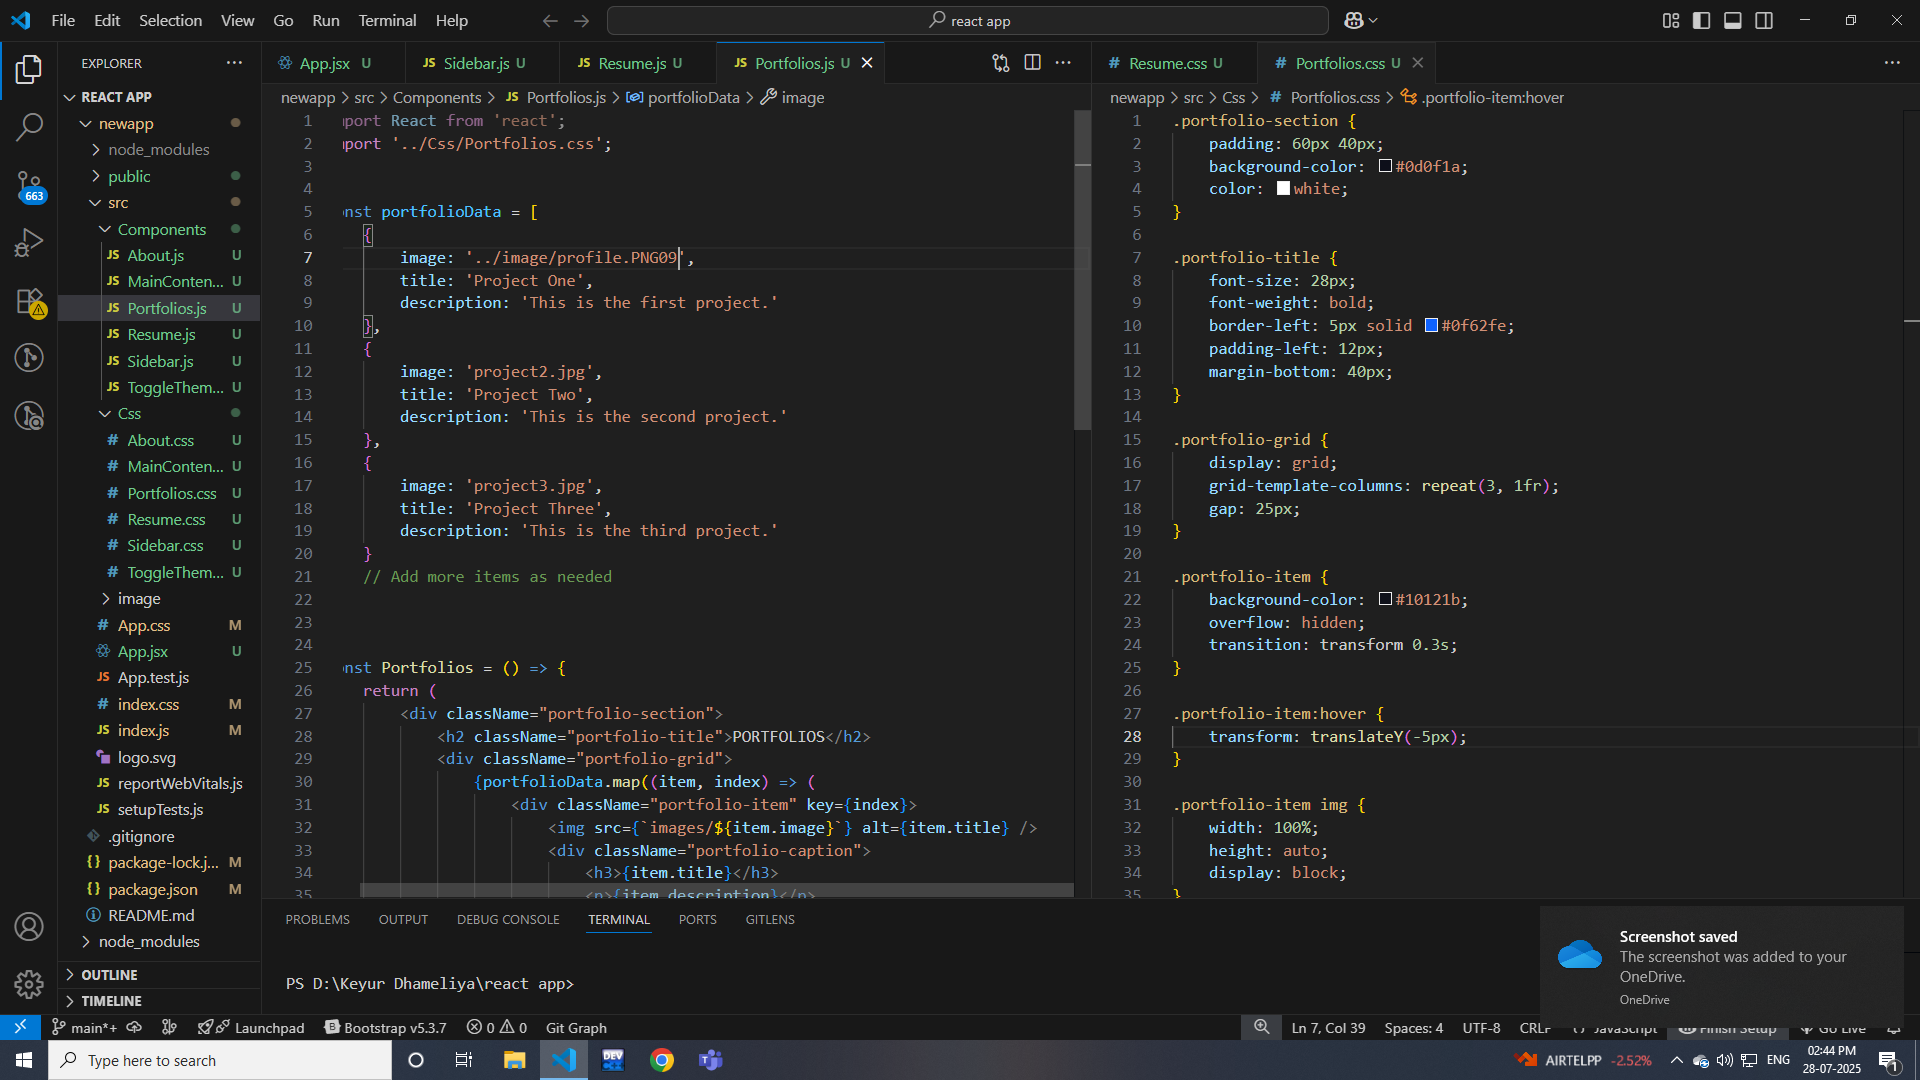 File Edit Selection View Go Run Terminal Help
react app
EXPLORER
REACT APP
newapp
node_modules
public
src
Components
JS About.js U
JS MainConten... U
JS Portfolios.js U
JS Resume.js U
JS Sidebar.js U
JS ToggleThem... U
Css
# About.css U
# MainConten... U
# Portfolios.css U
# Resume.css U
# Sidebar.css U
# ToggleThem... U
image
# App.css M
App.jsx U
JS App.test.js
# index.css M
JS index.js M
logo.svg
JS reportWebVitals.js
JS setupTests.js
.gitignore
{} package-lock.j... M
{} package.json M
README.md
node_modules
OUTLINE
TIMELINE
663
App.jsx U
JS Sidebar.js U
JS Resume.js U
JS Portfolios.js U
newapp > src > Components > JS Portfolios.js > portfolioData > image
1 port React from 'react';
2 port '../Css/Portfolios.css';
3
4
5 nst portfolioData = [
6 {
7 image: '../image/profile.PNG09',
8 title: 'Project One',
9 description: 'This is the first project.'
10 },
11 {
12 image: 'project2.jpg',
13 title: 'Project Two',
14 description: 'This is the second project.'
15 },
16 {
17 image: 'project3.jpg',
18 title: 'Project Three',
19 description: 'This is the third project.'
20 }
21 // Add more items as needed
22
23
24
25 nst Portfolios = () => {
26 return (
27 <div className="portfolio-section">
28 <h2 className="portfolio-title">PORTFOLIOS</h2>
29 <div className="portfolio-grid">
30 {portfolioData.map((item, index) => (
31 <div className="portfolio-item" key={index}>
32 <img src={`images/${item.image}`} alt={item.title} />
33 <div className="portfolio-caption">
34 <h3>{item.title}</h3>
35 <p>{item.description}</p>
# Resume.css U
# Portfolios.css U
newapp > src > Css > # Portfolios.css > .portfolio-item:hover
1 .portfolio-section {
2 padding: 60px 40px;
3 background-color: #0d0f1a;
4 color: white;
5 }
6
7 .portfolio-title {
8 font-size: 28px;
9 font-weight: bold;
10 border-left: 5px solid #0f62fe;
11 padding-left: 12px;
12 margin-bottom: 40px;
13 }
14
15 .portfolio-grid {
16 display: grid;
17 grid-template-columns: repeat(3, 1fr);
18 gap: 25px;
19 }
20
21 .portfolio-item {
22 background-color: #10121b;
23 overflow: hidden;
24 transition: transform 0.3s;
25 }
26
27 .portfolio-item:hover {
28 transform: translateY(-5px);
29 }
30
31 .portfolio-item img {
32 width: 100%;
33 height: auto;
34 display: block;
35 }
PROBLEMS OUTPUT DEBUG CONSOLE TERMINAL PORTS GITLENS
PS D:\Keyur Dhameliya\react app>
Screenshot saved
The screenshot was added to your
OneDrive.
OneDrive
main*+ Launchpad B Bootstrap v5.3.7 0 0 Git Graph
Ln 7, Col 39 Spaces: 4 UTF-8 CRLF {} JavaScript Finish Setup Go Live
Type here to search
DEV
AIRTELPP -2.52% ENG
02:44 PM
28-07-2025
1